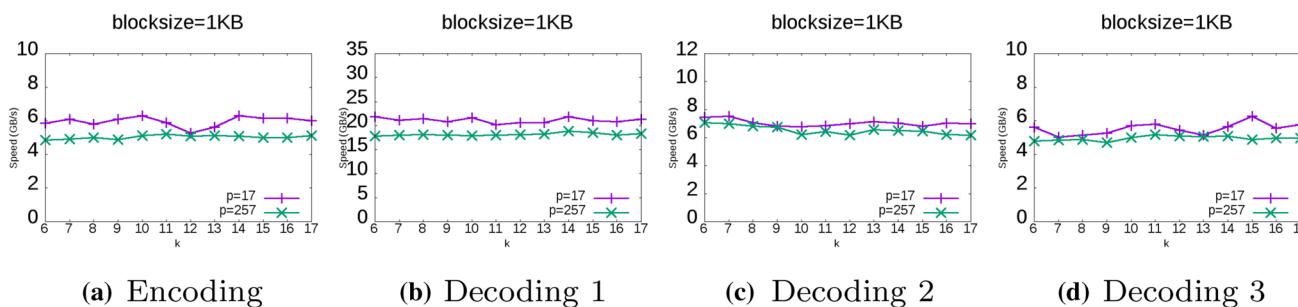 blocksize=1KB
10
8
6
4
2
0
Speed (GB/s)
p=17
p=257
6 7 8 9 10 11 12 13 14 15 16 17
k
(a) Encoding
blocksize=1KB
35
30
25
20
15
10
5
0
Speed (GB/s)
p=17
p=257
6 7 8 9 10 11 12 13 14 15 16 17
k
(b) Decoding 1
blocksize=1KB
12
10
8
6
4
2
0
Speed (GB/s)
p=17
p=257
6 7 8 9 10 11 12 13 14 15 16 17
k
(c) Decoding 2
blocksize=1KB
10
8
6
4
2
0
Speed (GB/s)
p=17
p=257
6 7 8 9 10 11 12 13 14 15 16
k
(d) Decoding 3